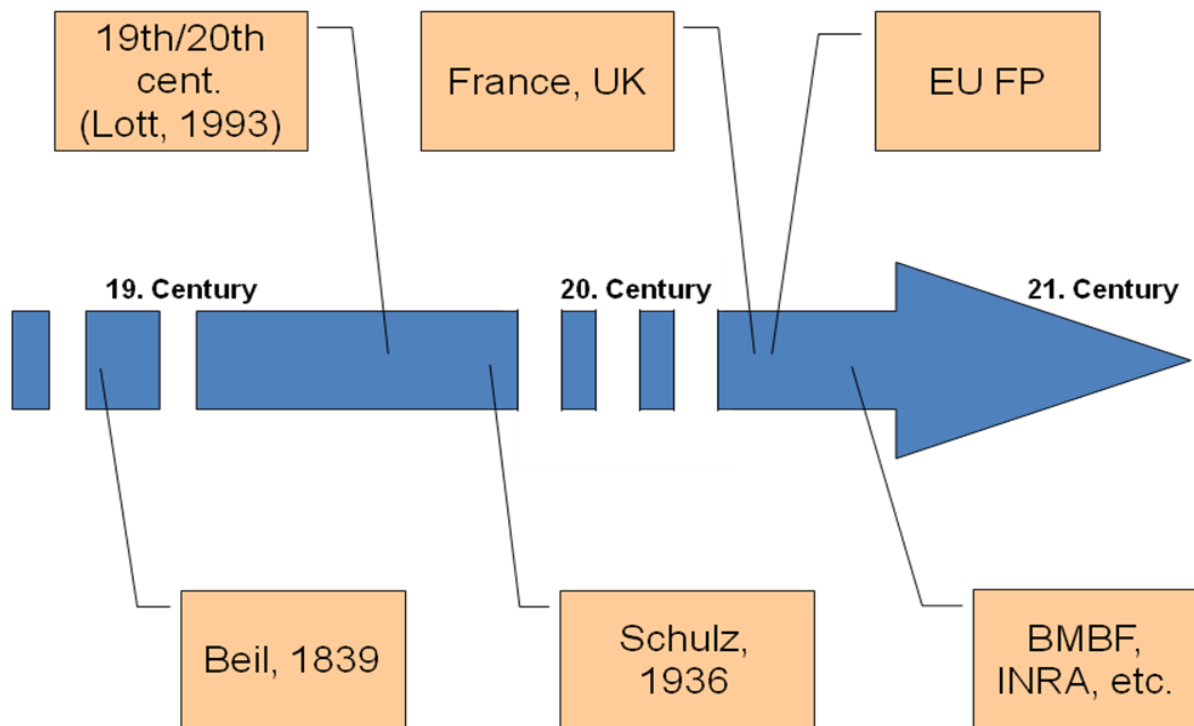 19th/20th
cent.
(Lott, 1993)
France, UK
EU FP
19. Century
20. Century
21. Century
Beil, 1839
Schulz,
1936
BMBF,
INRA, etc.